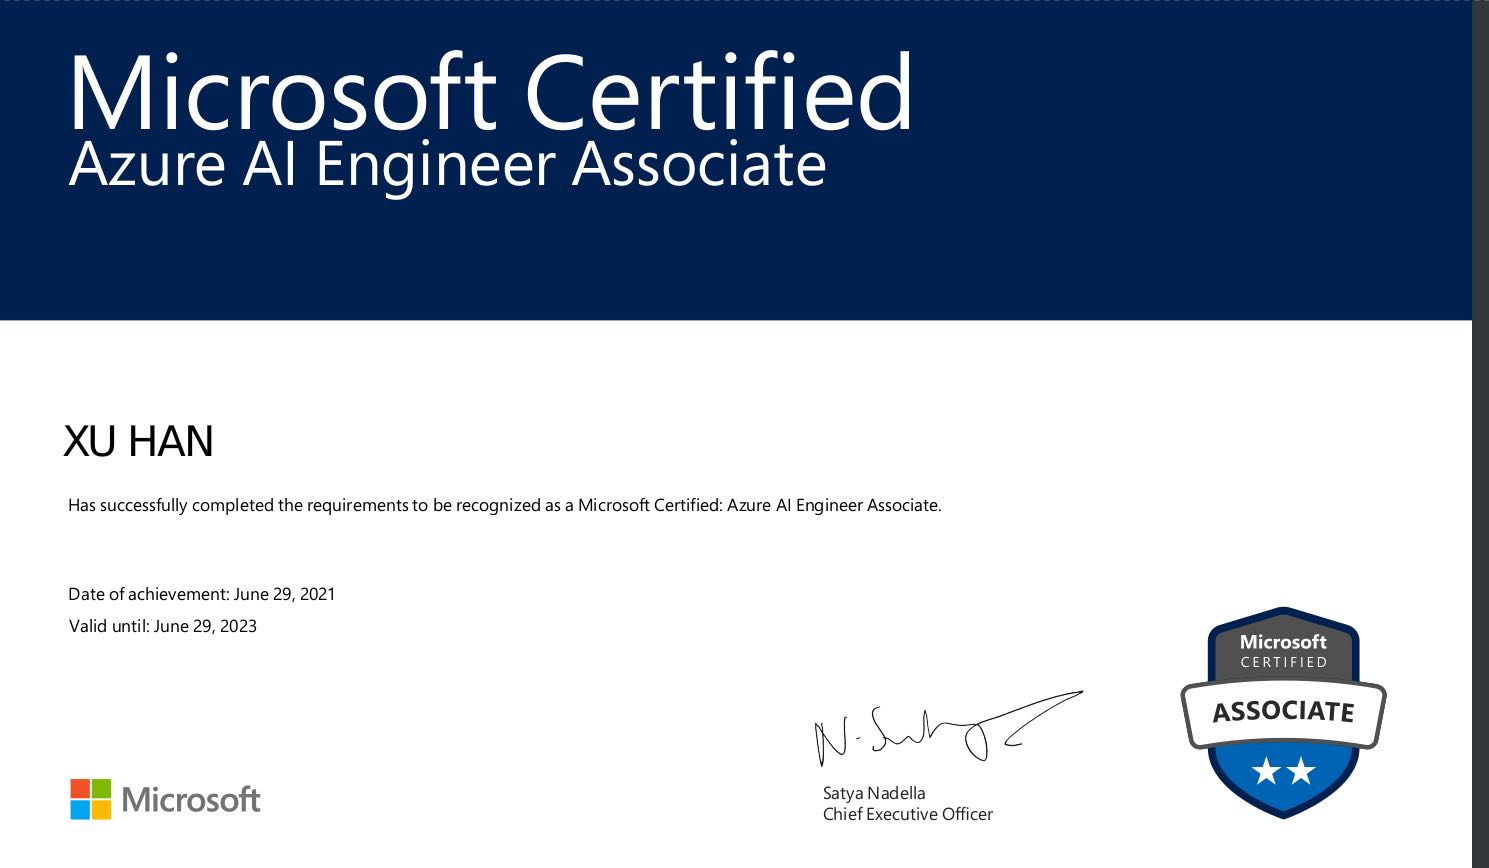 Microsoft Certified
Azure AI Engineer Associate
XU HAN
Has successfully completed the requirements to be recognized as a Microsoft Certified: Azure AI Engineer Associate.
Date of achievement: June 29, 2021
Valid until: June 29, 2023
Microsoft
CERTIFIED
ASSOCIATE
N. Satya
Microsoft
Satya Nadella
Chief Executive Officer